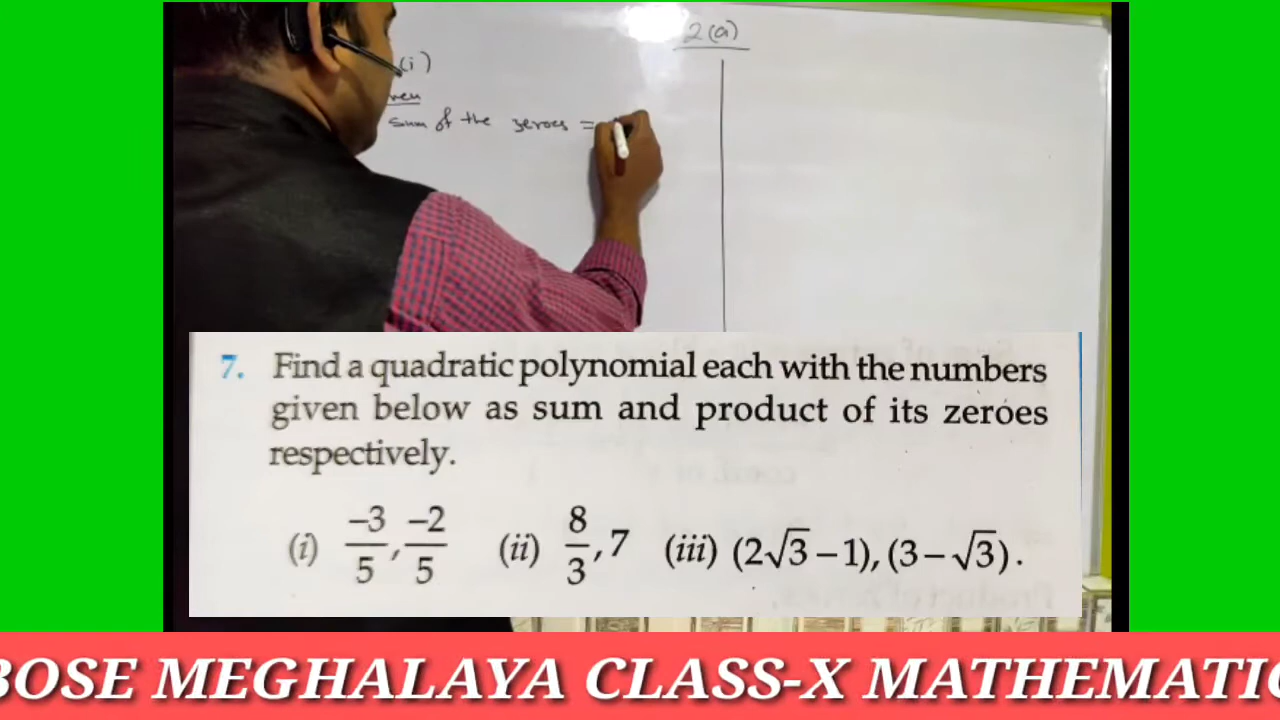 2(a)
(i)
ven
sum of the zeroes =
7. Find a quadratic polynomial each with the numbers
given below as sum and product of its zeroes
respectively.
(i) -3/5, -2/5 (ii) 8/3, 7 (iii) (2√3 – 1), (3 – √3).
BOSE MEGHALAYA CLASS-X MATHEMATIC